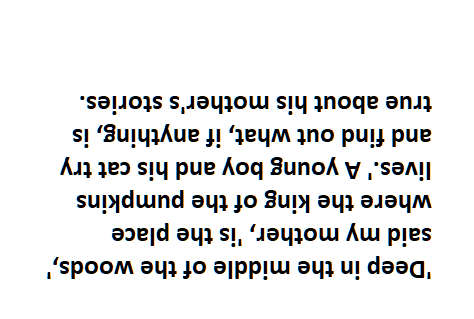 'Deep in the middle of the woods,'
said my mother, 'is the place
where the king of the pumpkins
lives.' A young boy and his cat try
and find out what, if anything, is
true about his mother's stories.